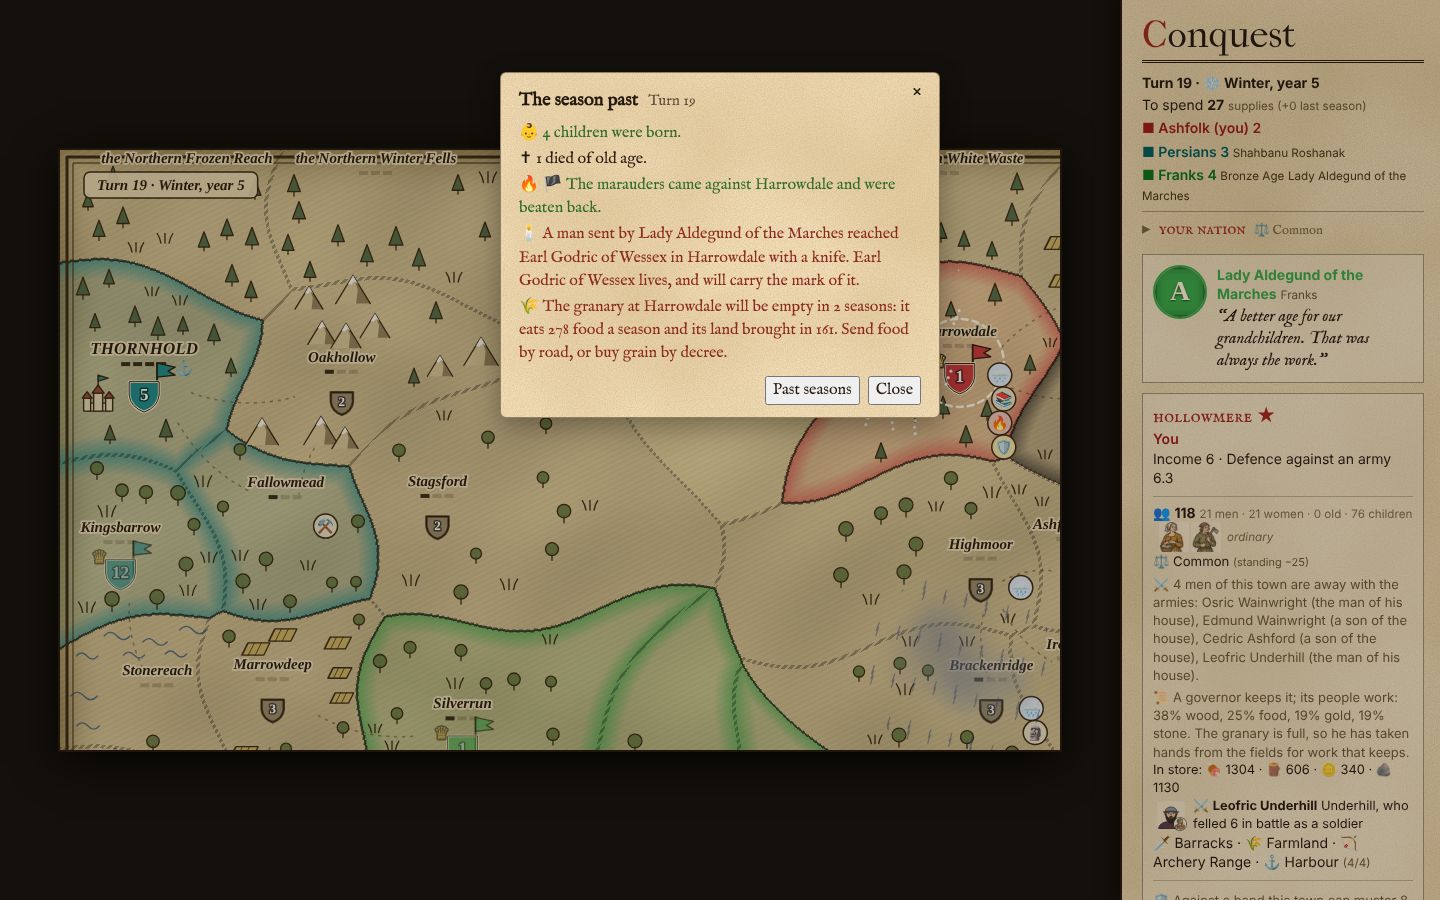 The season past Turn 19 ×
👶 4 children were born.
✝ 1 died of old age.
🔥 🏴 The marauders came against Harrowdale and were
beaten back.
🕯️ A man sent by Lady Aldegund of the Marches reached
Earl Godric of Wessex in Harrowdale with a knife. Earl
Godric of Wessex lives, and will carry the mark of it.
🌾 The granary at Harrowdale will be empty in 2 seasons: it
eats 278 food a season and its land brought in 161. Send food
by road, or buy grain by decree.
Past seasons
Close
the Northern Frozen Reach
the Northern Winter Fells
White Waste
Turn 19 · Winter, year 5
THORNHOLD
5
Oakhollow
2
rrowdale
1
Fallowmead
Stagsford
2
Kingsbarrow
12
Highmoor
3
Ashf
Stonereach
Marrowdeep
3
Silverrun
1
Brackenridge
3
Iro
Conquest
Turn 19 · ❄️ Winter, year 5
To spend 27 supplies (+0 last season)
■ Ashfolk (you) 2
■ Persians 3 Shahbanu Roshanak
■ Franks 4 Bronze Age Lady Aldegund of the
Marches
▶ YOUR NATION ⚖️ Common
A
Lady Aldegund of the
Marches Franks
“A better age for our
grandchildren. That was
always the work.”
HOLLOWMERE ★
You
Income 6 · Defence against an army
6.3
👥 118 21 men · 21 women · 0 old · 76 children
ordinary
⚖️ Common (standing −25)
⚔️ 4 men of this town are away with the
armies: Osric Wainwright (the man of his
house), Edmund Wainwright (a son of the
house), Cedric Ashford (a son of the
house), Leofric Underhill (the man of his
house).
📜 A governor keeps it; its people work:
38% wood, 25% food, 19% gold, 19%
stone. The granary is full, so he has taken
hands from the fields for work that keeps.
In store: 🍖 1304 · 🪵 606 · 🪙 340 · 🪨
1130
⚔️ Leofric Underhill Underhill, who
felled 6 in battle as a soldier
🗡️ Barracks · 🌾 Farmland · 🏹
Archery Range · ⚓ Harbour (4/4)
🛡️ Against a band this town can muster 8